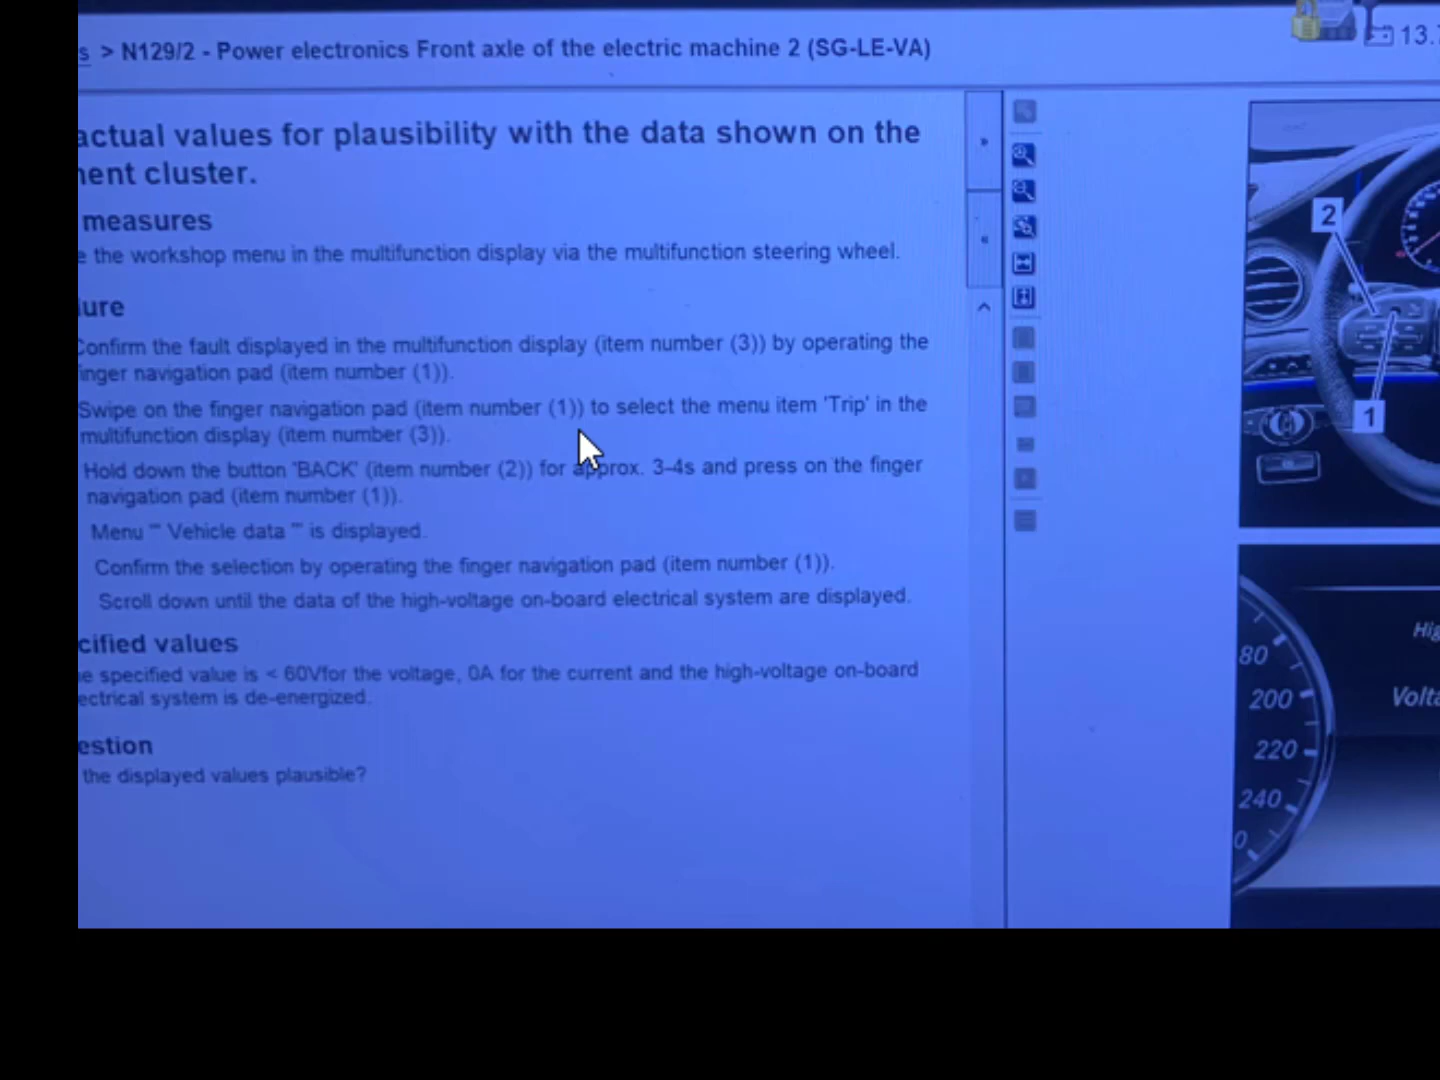 s > N129/2 - Power electronics Front axle of the electric machine 2 (SG-LE-VA)
13.
actual values for plausibility with the data shown on the
ent cluster.
measures
e the workshop menu in the multifunction display via the multifunction steering wheel.
ure
Confirm the fault displayed in the multifunction display (item number (3)) by operating the
inger navigation pad (item number (1)).
Swipe on the finger navigation pad (item number (1)) to select the menu item 'Trip' in the
multifunction display (item number (3)).
Hold down the button 'BACK' (item number (2)) for approx. 3-4s and press on the finger
navigation pad (item number (1)).
Menu "" Vehicle data "" is displayed.
Confirm the selection by operating the finger navigation pad (item number (1)).
Scroll down until the data of the high-voltage on-board electrical system are displayed.
cified values
e specified value is < 60Vfor the voltage, 0A for the current and the high-voltage on-board
ectrical system is de-energized.
estion
the displayed values plausible?
2
1
Hig
80
200
Volta
220
240
0